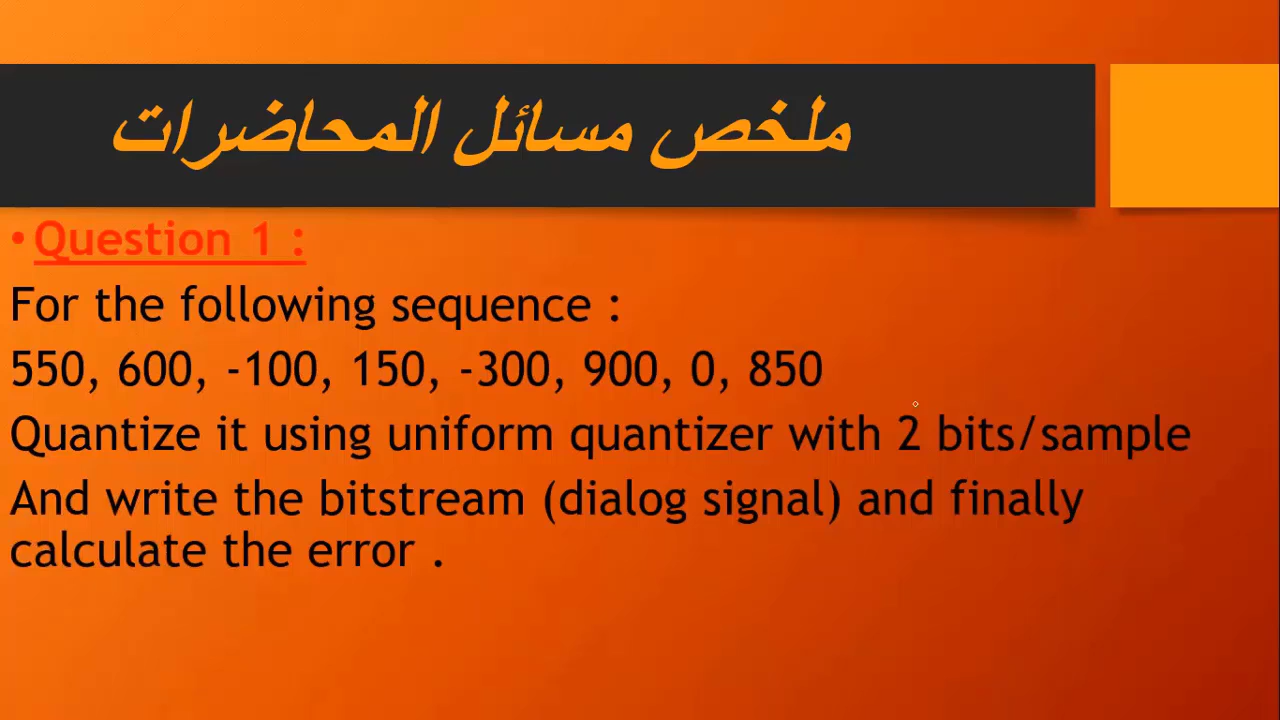 ملخص مسائل المحاضرات
• Question 1 :
For the following sequence :
550, 600, -100, 150, -300, 900, 0, 850
Quantize it using uniform quantizer with 2 bits/sample
And write the bitstream (dialog signal) and finally
calculate the error .